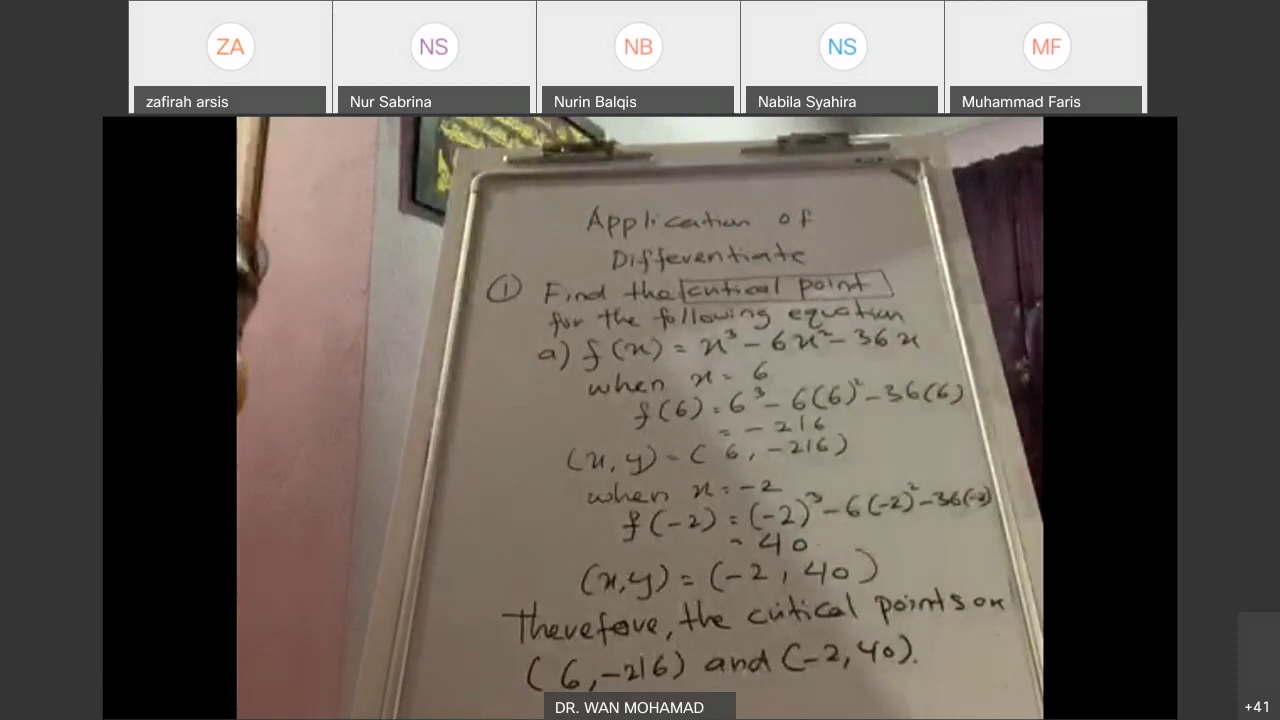 ZA
NS
NB
NS
MF
zafirah arsis
Nur Sabrina
Nurin Balqis
Nabila Syahira
Muhammad Faris
Application of
Differentiate
① Find the critical point
for the following equation
a) f(x) = x³ - 6x² - 36x
when x = 6
f(6) = 6³ - 6(6)² - 36(6)
= - 216
(x, y) = (6, -216)
when x = -2
f(-2) = (-2)³ - 6(-2)² - 36(-2)
= 40
(x,y) = (-2, 40)
Therefore, the critical points on
(6, -216) and (-2, 40).
DR. WAN MOHAMAD
+41